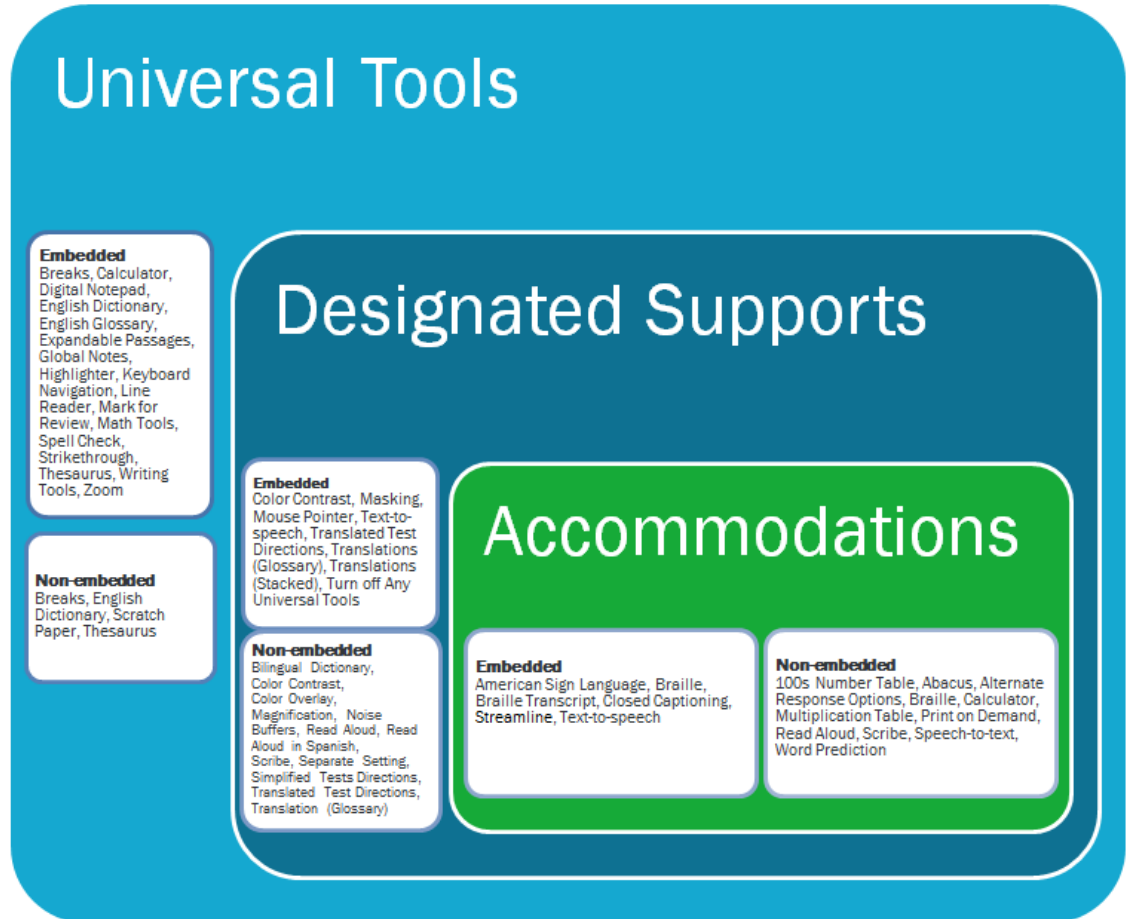 Universal Tools
Embedded
Breaks, Calculator,
Digital Notepad,
English Dictionary,
English Glossary,
Expandable Passages,
Global Notes,
Highlighter, Keyboard
Navigation, Line
Reader, Mark for
Review, Math Tools,
Spell Check,
Strikethrough,
Thesaurus, Writing
Tools, Zoom
Non-embedded
Breaks, English
Dictionary, Scratch
Paper, Thesaurus
Designated Supports
Embedded
Color Contrast, Masking,
Mouse Pointer, Text-to-
speech, Translated Test
Directions, Translations
(Glossary), Translations
(Stacked), Turn off Any
Universal Tools
Non-embedded
Bilingual Dictionary,
Color Contrast,
Color Overlay,
Magnification, Noise
Buffers, Read Aloud, Read
Aloud in Spanish,
Scribe, Separate Setting,
Simplified Tests Directions,
Translated Test Directions,
Translation (Glossary)
Accommodations
Embedded
American Sign Language, Braille,
Braille Transcript, Closed Captioning,
Streamline, Text-to-speech
Non-embedded
100s Number Table, Abacus, Alternate
Response Options, Braille, Calculator,
Multiplication Table, Print on Demand,
Read Aloud, Scribe, Speech-to-text,
Word Prediction